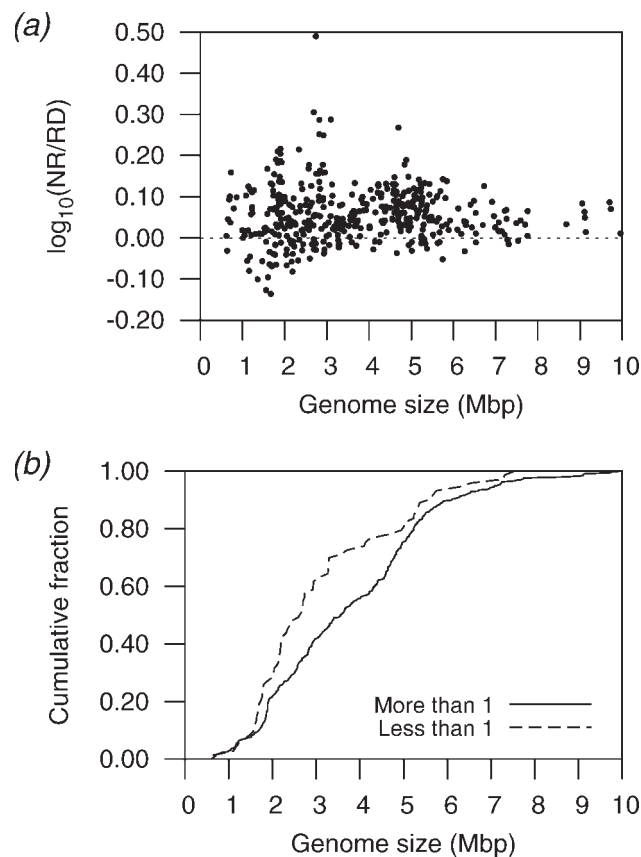 (a)
log10(NR/RD)
0.50
0.40
0.30
0.20
0.10
0.00
-0.10
-0.20
0 1 2 3 4 5 6 7 8 9 10
Genome size (Mbp)
(b)
Cumulative fraction
1.00
0.80
0.60
0.40
0.20
0.00
More than 1
Less than 1
0 1 2 3 4 5 6 7 8 9 10
Genome size (Mbp)